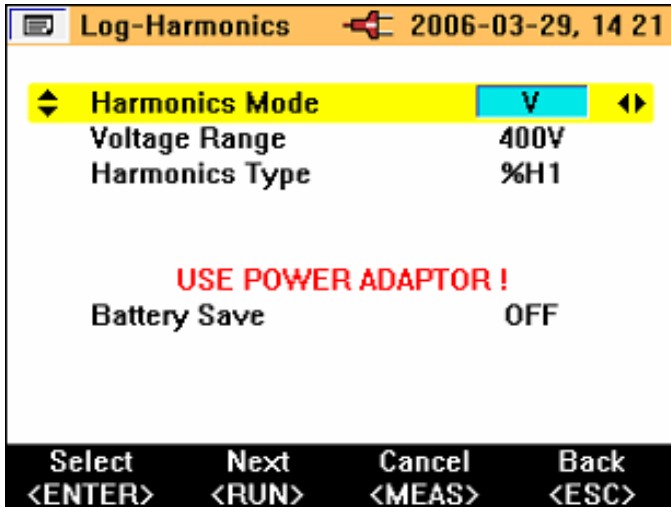 Log-Harmonics 2006-03-29, 14 21
Harmonics Mode V
Voltage Range 400V
Harmonics Type %H1
USE POWER ADAPTOR !
Battery Save OFF
Select Next Cancel Back
<ENTER> <RUN> <MEAS> <ESC>